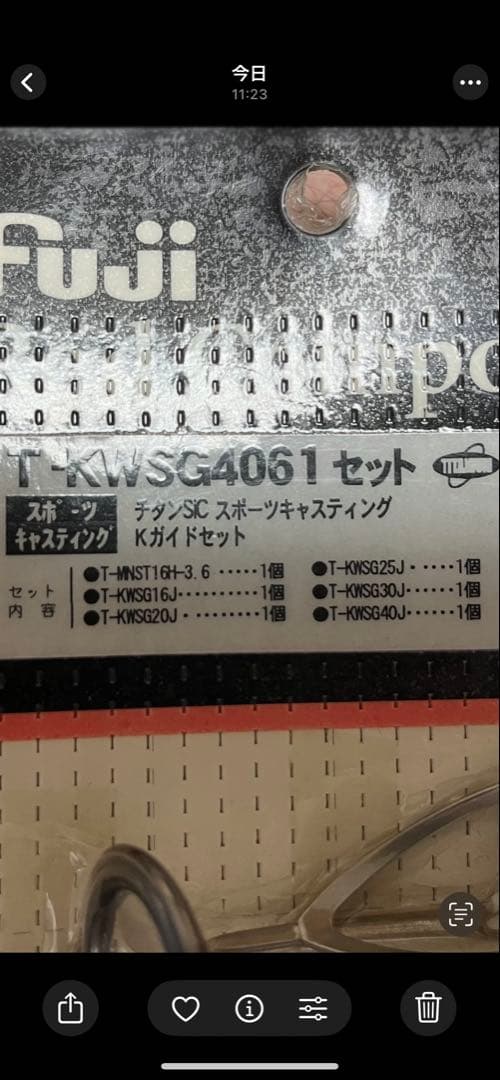 今日
11:23
Fuji
T-KWSG4061 セット
スポーツ
キャスティング
チタンSiC スポーツキャスティング
Kガイドセット
セット
内容
●T-MNST16H-3.6 ‥‥‥1個
●T-KWSG16J‥‥‥‥‥1個
●T-KWSG20J‥‥‥‥‥1個
●T-KWSG25J‥‥‥1個
●T-KWSG30J‥‥‥1個
●T-KWSG40J‥‥‥1個